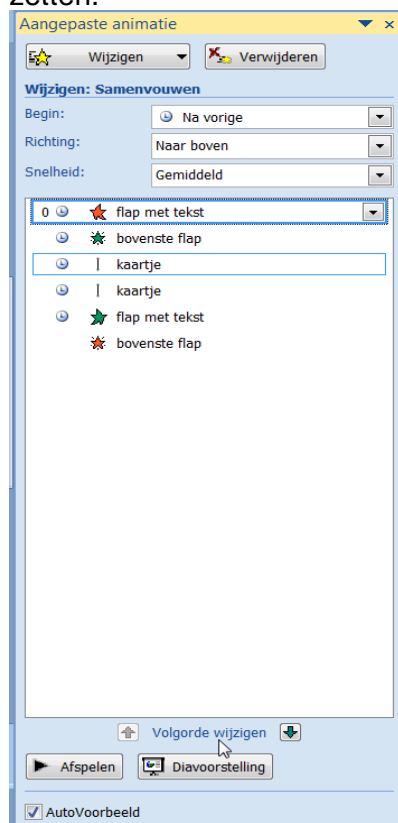 zetten.
Aangepaste animatie
Wijzigen Verwijderen
Wijzigen: Samenvouwen
Begin: Na vorige
Richting: Naar boven
Snelheid: Gemiddeld
0 flap met tekst
bovenste flap
kaartje
kaartje
flap met tekst
bovenste flap
Volgorde wijzigen
Afspelen Diavoorstelling
AutoVoorbeeld